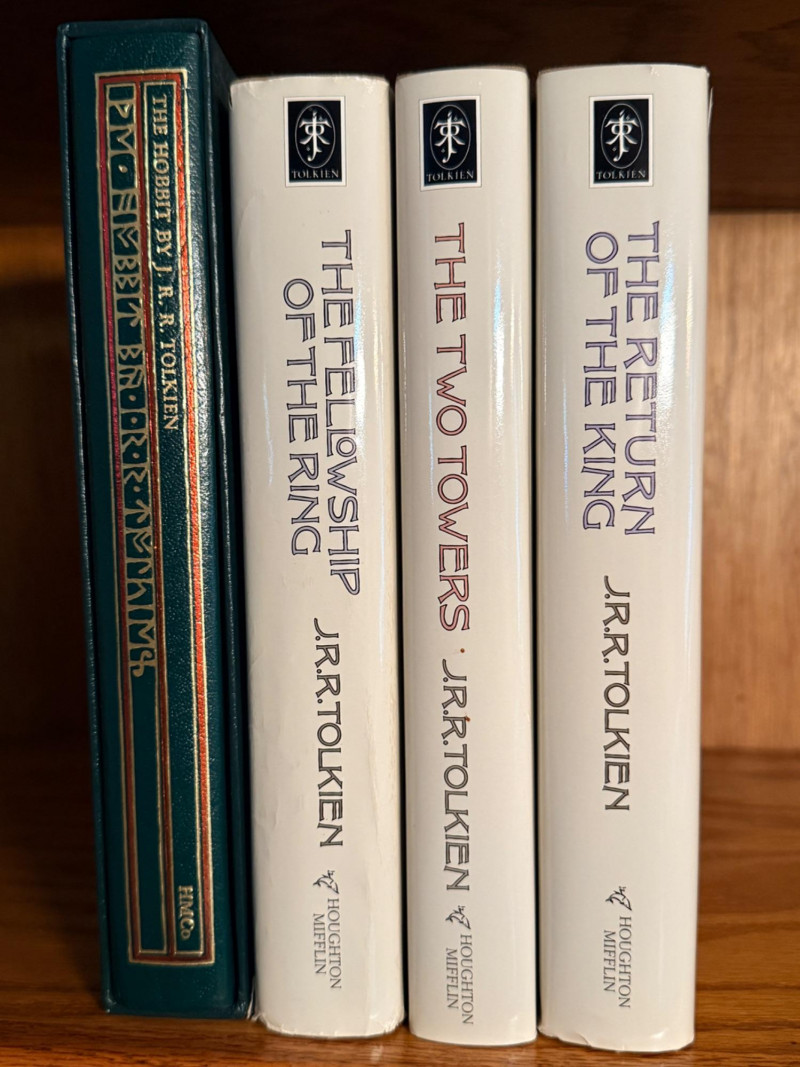 THE HOBBIT BY J. R. R. TOLKIEN
HMCo
TOLKIEN
THE FELLOWSHIP
OF THE RING
J.R.R.TOLKIEN
HOUGHTON
MIFFLIN
TOLKIEN
THE TWO TOWERS · J.R.R.TOLKIEN
HOUGHTON
MIFFLIN
TOLKIEN
THE RETURN
OF THE KING
J.R.R.TOLKIEN
HOUGHTON
MIFFLIN